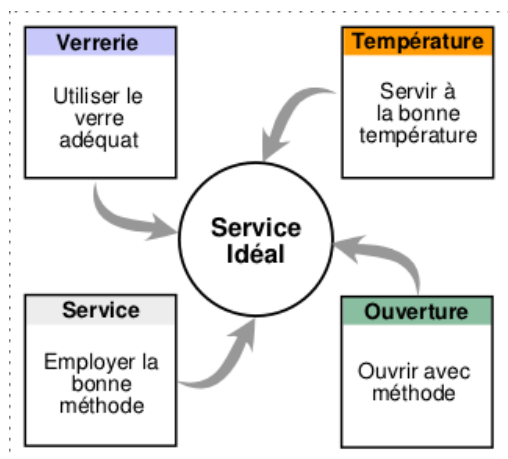 Verrerie
Utiliser le
verre
adéquat
Température
Servir à
la bonne
température
Service
Idéal
Service
Employer la
bonne
méthode
Ouverture
Ouvrir avec
méthode